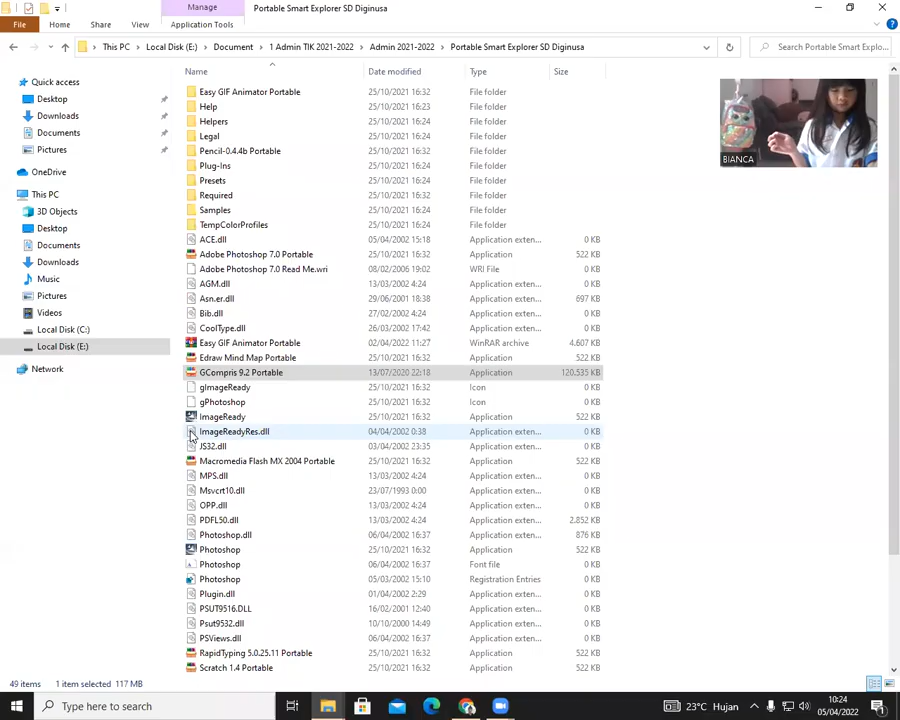 Manage
Portable Smart Explorer SD Diginusa
File Home Share View Application Tools
This PC Local Disk (E:) Document 1 Admin TIK 2021-2022 Admin 2021-2022 Portable Smart Explorer SD Diginusa
Search Portable Smart Explo...
Name Date modified Type Size
Quick access
Desktop
Downloads
Documents
Pictures
OneDrive
This PC
3D Objects
Desktop
Documents
Downloads
Music
Pictures
Videos
Local Disk (C:)
Local Disk (E:)
Network
Easy GIF Animator Portable 25/10/2021 16:32 File folder
Help 25/10/2021 16:23 File folder
Helpers 25/10/2021 16:32 File folder
Legal 25/10/2021 16:24 File folder
Pencil-0.4.4b Portable 25/10/2021 16:32 File folder
Plug-Ins 25/10/2021 16:24 File folder
Presets 25/10/2021 16:24 File folder
Required 25/10/2021 16:32 File folder
Samples 25/10/2021 16:24 File folder
TempColorProfiles 25/10/2021 16:24 File folder
ACE.dll 05/04/2002 15:18 Application exten... 0 KB
Adobe Photoshop 7.0 Portable 25/10/2021 16:32 Application 522 KB
Adobe Photoshop 7.0 Read Me.wri 08/02/2006 19:02 WRI File 0 KB
AGM.dll 13/03/2002 4:24 Application exten... 0 KB
Asn.er.dll 29/06/2001 18:38 Application exten... 697 KB
Bib.dll 27/02/2002 4:24 Application exten... 0 KB
CoolType.dll 26/03/2002 17:42 Application exten... 0 KB
Easy GIF Animator Portable 02/04/2022 11:27 WinRAR archive 4.607 KB
Edraw Mind Map Portable 25/10/2021 16:32 Application 522 KB
GCompris 9.2 Portable 13/07/2020 22:18 Application 120.535 KB
gImageReady 25/10/2021 16:32 Icon 0 KB
gPhotoshop 25/10/2021 16:32 Icon 0 KB
ImageReady 25/10/2021 16:32 Application 522 KB
ImageReadyRes.dll 04/04/2002 0:38 Application exten... 0 KB
JS32.dll 03/04/2002 23:35 Application exten... 0 KB
Macromedia Flash MX 2004 Portable 25/10/2021 16:32 Application 522 KB
MPS.dll 13/03/2002 4:24 Application exten... 0 KB
Msvcrt10.dll 23/07/1993 0:00 Application exten... 0 KB
OPP.dll 13/03/2002 4:24 Application exten... 0 KB
PDFL50.dll 13/03/2002 4:24 Application exten... 2.852 KB
Photoshop.dll 06/04/2002 16:37 Application exten... 876 KB
Photoshop 25/10/2021 16:32 Application 522 KB
Photoshop 06/04/2002 16:37 Font file 0 KB
Photoshop 05/03/2002 15:10 Registration Entries 0 KB
Plugin.dll 01/04/2002 2:29 Application exten... 0 KB
PSUT9516.DLL 16/02/2001 12:40 Application exten... 0 KB
Psut9532.dll 10/10/2000 14:49 Application exten... 0 KB
PSViews.dll 06/04/2002 16:37 Application exten... 0 KB
RapidTyping 5.0.25.11 Portable 25/10/2021 16:32 Application 522 KB
Scratch 1.4 Portable 25/10/2021 16:32 Application 522 KB
BIANCA
49 items 1 item selected 117 MB
Type here to search
23°C Hujan
10:24
05/04/2022